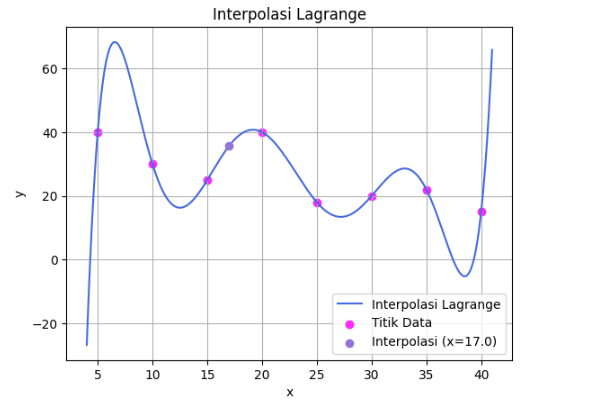 Interpolasi Lagrange
60
40
20
0
−20
y
5 10 15 20 25 30 35 40
x
Interpolasi Lagrange
Titik Data
Interpolasi (x=17.0)